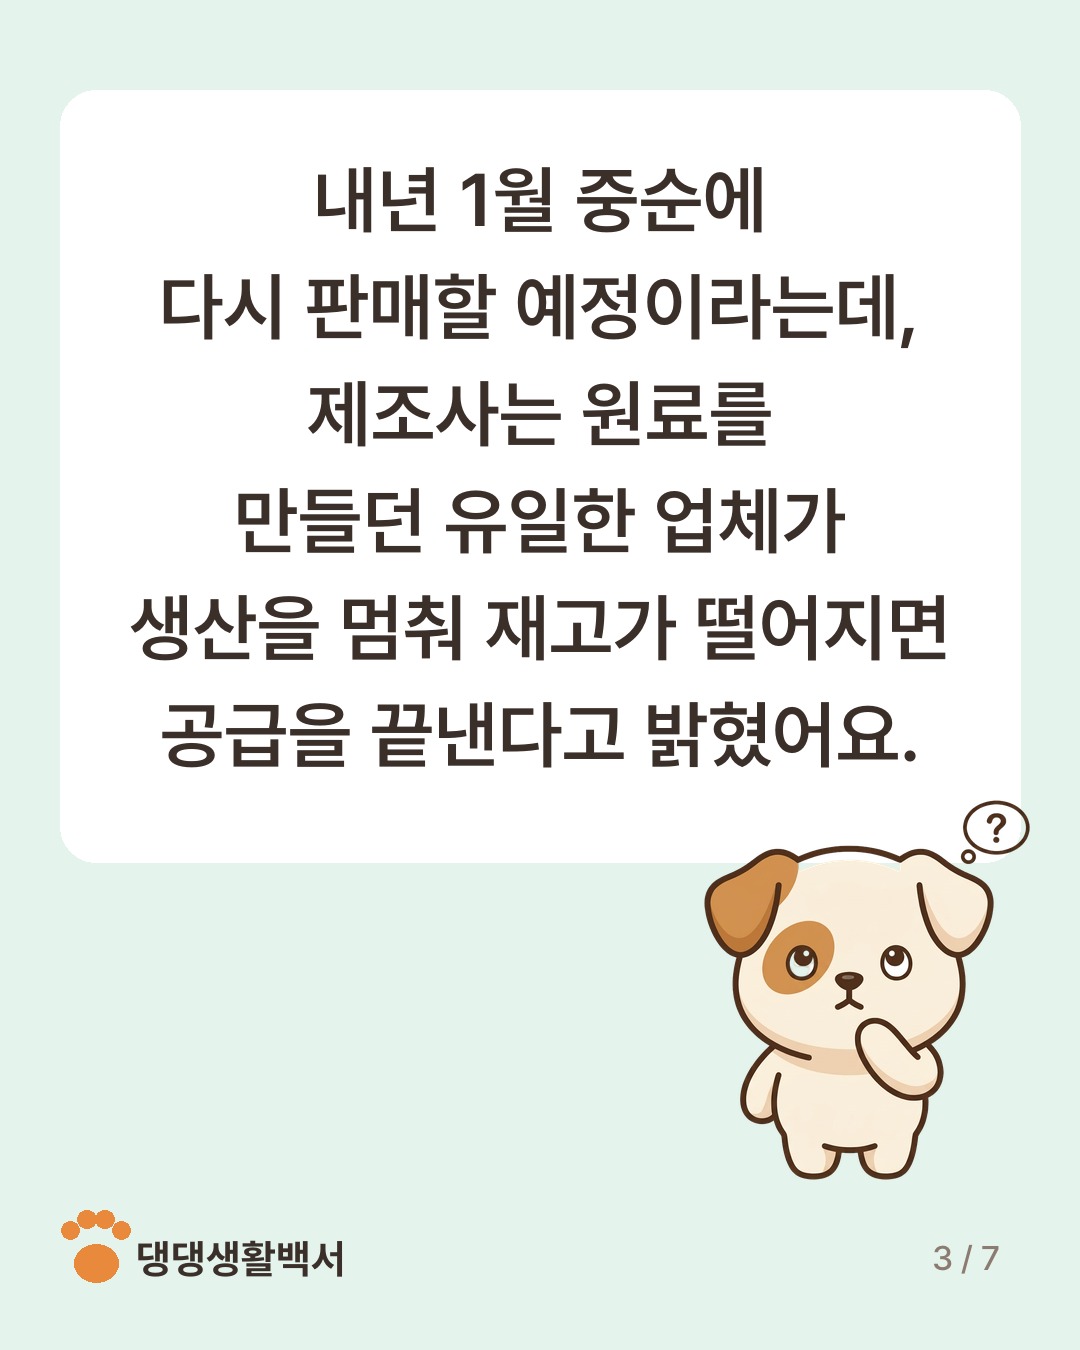 내년 1월 중순에
다시 판매할 예정이라는데,
제조사는 원료를
만들던 유일한 업체가
생산을 멈춰 재고가 떨어지면
공급을 끝낸다고 밝혔어요.
?
댕댕생활백서
3 / 7